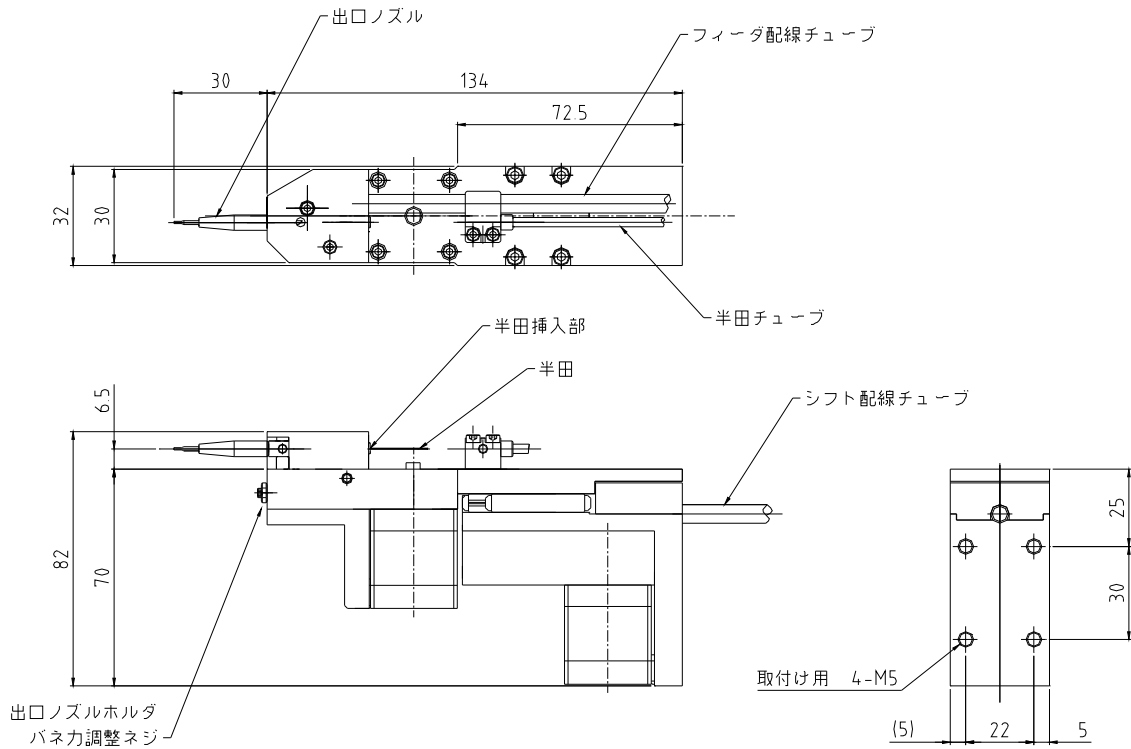 出口ノズル
フィーダ配線チューブ
30
134
72.5
32
30
半田チューブ
半田挿入部
半田
シフト配線チューブ
6.5
82
70
25
30
取付け用 4-M5
出口ノズルホルダ
バネ力調整ネジ
(5)
22
5